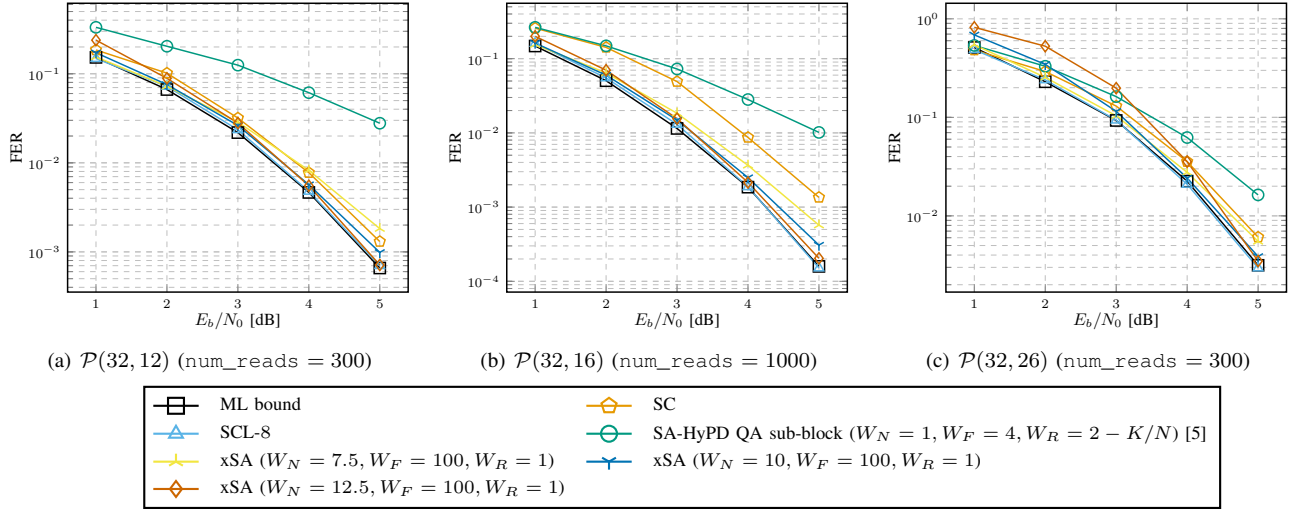 10^{-1}
10^{-2}
10^{-3}
FER
1 2 3 4 5
E_b/N_0 [dB]
(a) P(32, 12) (num_reads = 300)
10^{-1}
10^{-2}
10^{-3}
10^{-4}
FER
1 2 3 4 5
E_b/N_0 [dB]
(b) P(32, 16) (num_reads = 1000)
10^0
10^{-1}
10^{-2}
FER
1 2 3 4 5
E_b/N_0 [dB]
(c) P(32, 26) (num_reads = 300)
ML bound
SC
SCL-8
SA-HyPD QA sub-block (W_N = 1, W_F = 4, W_R = 2 − K/N) [5]
xSA (W_N = 7.5, W_F = 100, W_R = 1)
xSA (W_N = 10, W_F = 100, W_R = 1)
xSA (W_N = 12.5, W_F = 100, W_R = 1)